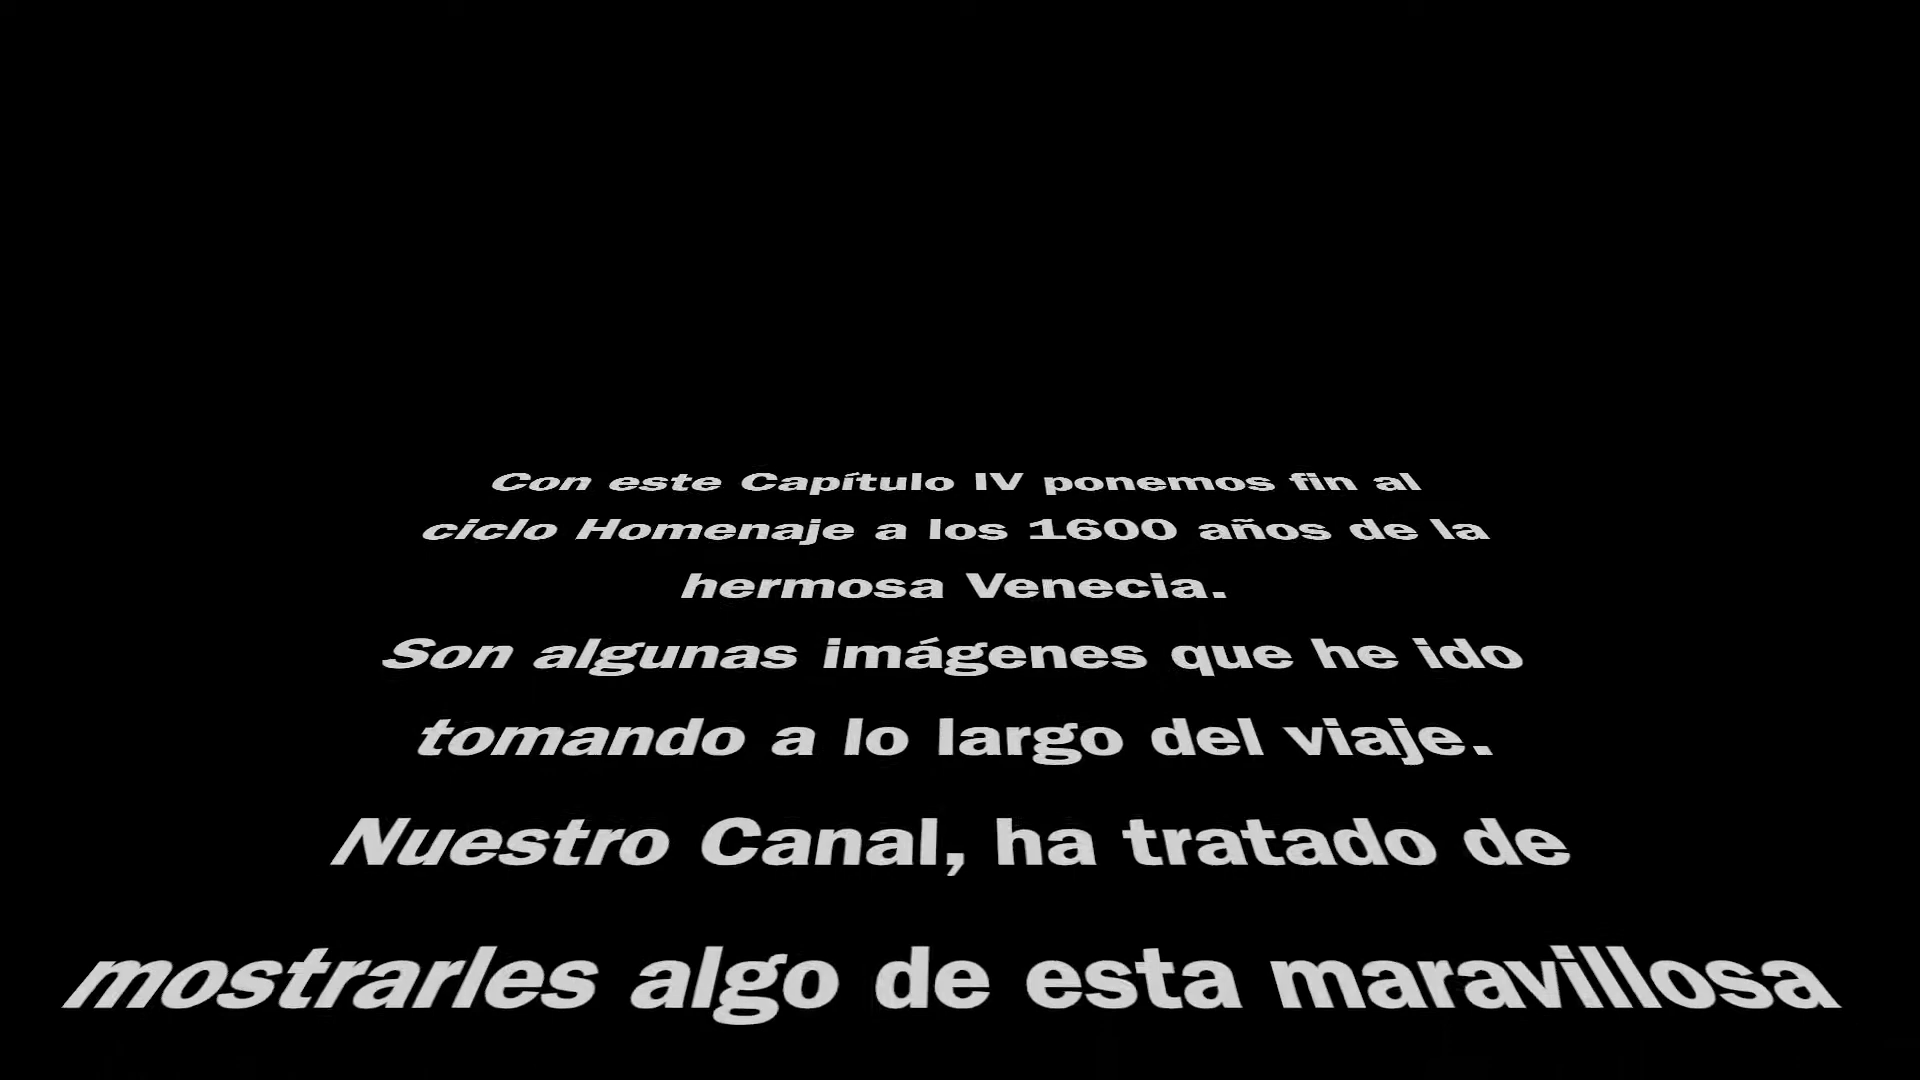 Con este Capítulo IV ponemos fin al
ciclo Homenaje a los 1600 años de la
hermosa Venecia.
Son algunas imágenes que he ido
tomando a lo largo del viaje.
Nuestro Canal, ha tratado de
mostrarles algo de esta maravillosa